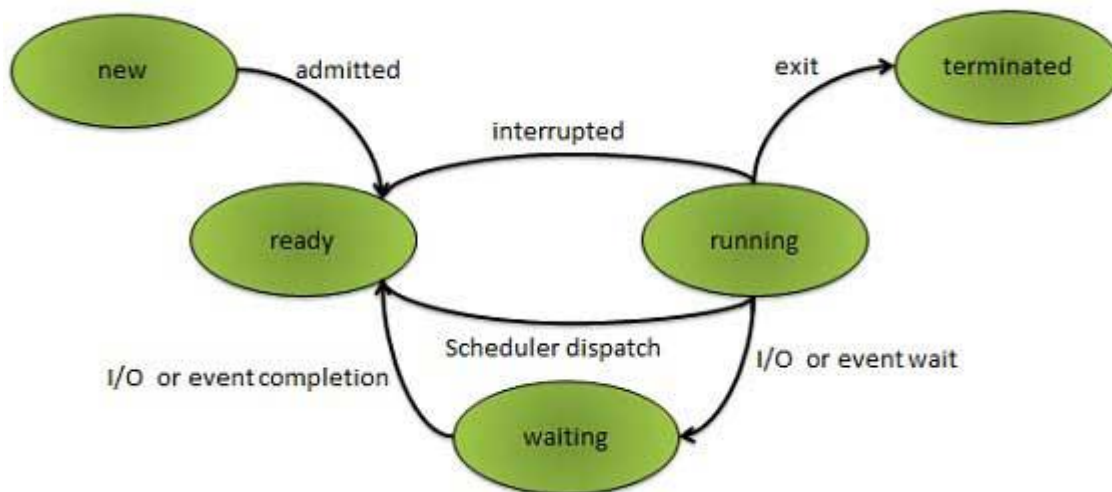 new
admitted
exit
terminated
interrupted
ready
running
Scheduler dispatch
I/O or event completion
I/O or event wait
waiting